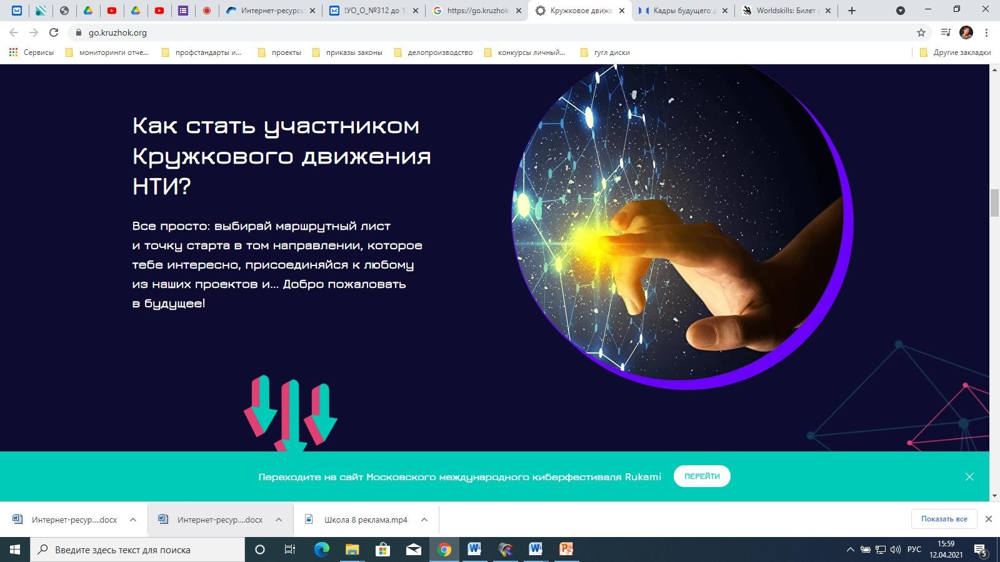 Интернет-ресурсы
!УО_О_№312 до 1
https://go.kruzhok.
Кружковое движе
Кадры будущего д
Worldskills: Билет в
go.kruzhok.org
Сервисы
мониторинги отче...
профстандарты и...
проекты
приказы законы
делопроизводство
конкурсы личный...
гугл диски
Другие закладки
Как стать участником
Кружкового движения
НТИ?
Все просто: выбирай маршрутный лист
и точку старта в том направлении, которое
тебе интересно, присоединяйся к любому
из наших проектов и... Добро пожаловать
в будущее!
Переходите на сайт Московского международного киберфестиваля Rukami
ПЕРЕЙТИ
Интернет-ресур....docx
Интернет-ресур....docx
Школа 8 реклама.mp4
Показать все
Введите здесь текст для поиска
РУС
15:59
12.04.2021
5